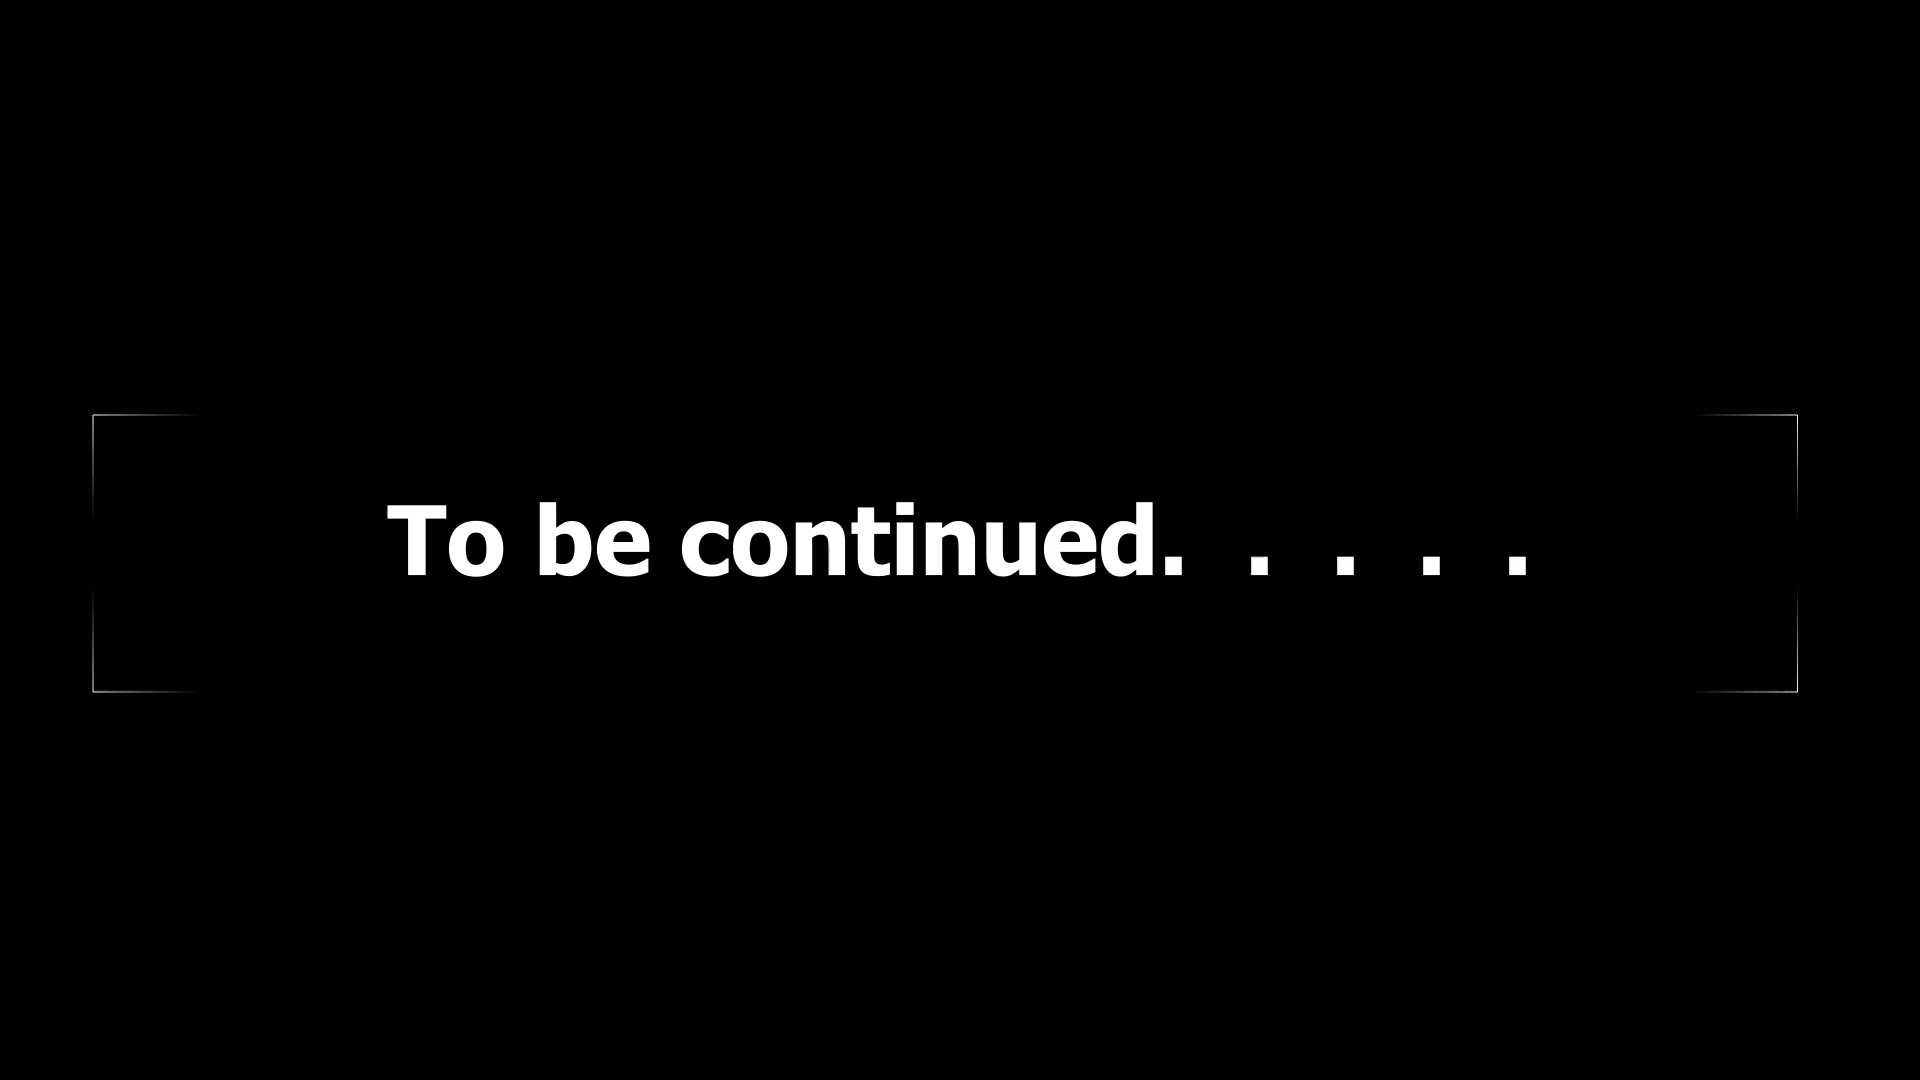 To be continued. . . . .